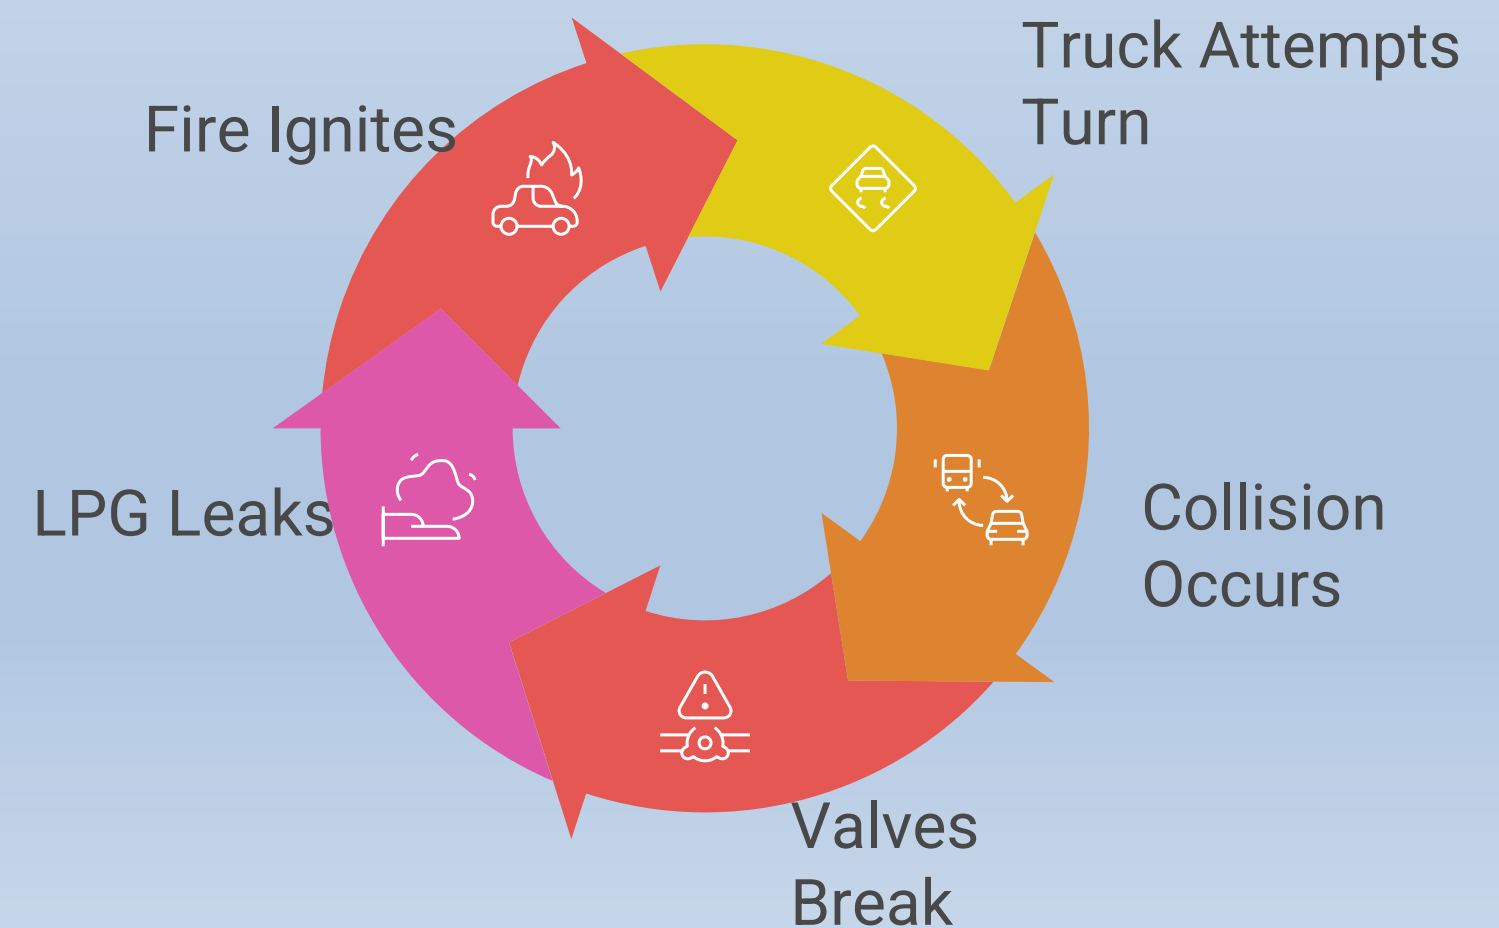 Truck Attempts
Turn
Fire Ignites
Collision
Occurs
LPG Leaks
Valves
Break